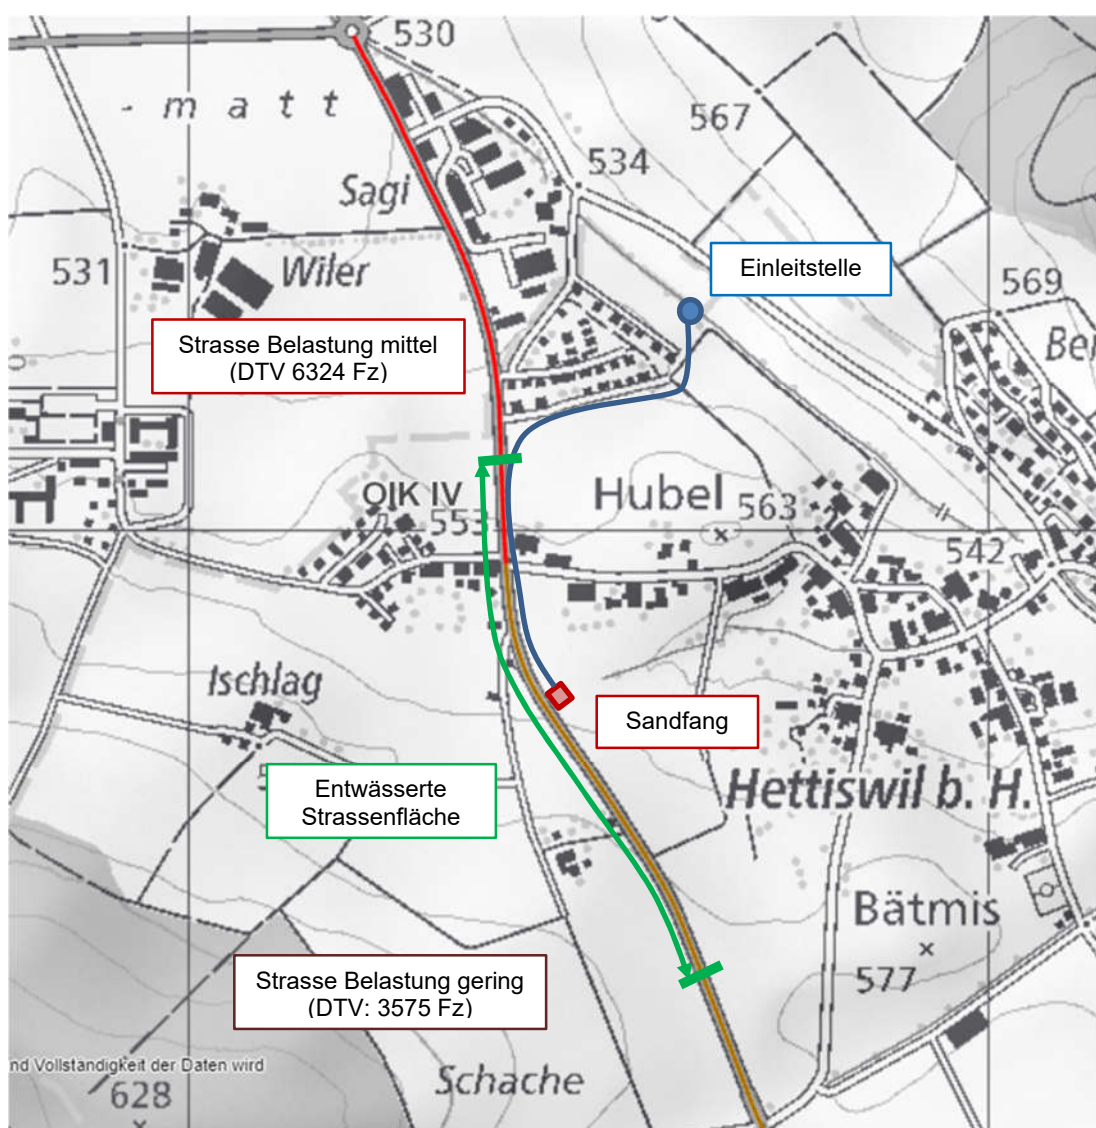 530
- m a t t
567
534
Sagi
Einleitstelle
531
Wiler
569
Strasse Belastung mittel
(DTV 6324 Fz)
OIK IV
Hubel
563
542
Ischlag
Sandfang
Entwässerte
Strassenfläche
Hettiswil b. H.
Bätmis
577
Strasse Belastung gering
(DTV: 3575 Fz)
nd Vollständigkeit der Daten wird
Schache
628